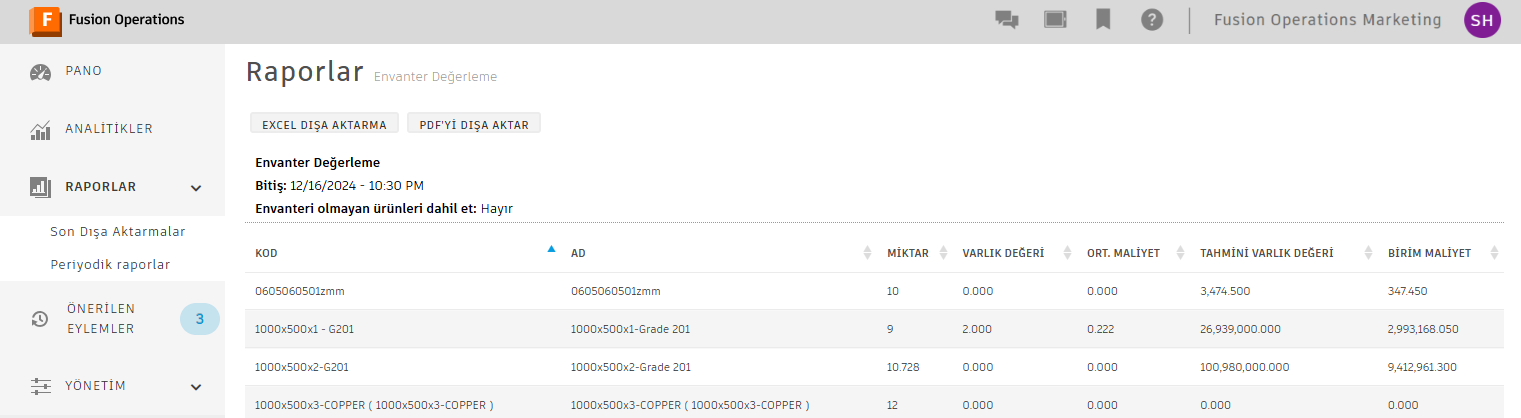 Fusion Operations
Fusion Operations Marketing
SH
PANO
ANALİTİKLER
RAPORLAR
Son Dışa Aktarmalar
Periyodik raporlar
ÖNERİLEN
EYLEMLER
3
YÖNETİM
Raporlar Envanter Değerleme
EXCEL DIŞA AKTARMA PDF'Yİ DIŞA AKTAR
Envanter Değerleme
Bitiş: 12/16/2024 - 10:30 PM
Envanteri olmayan ürünleri dahil et: Hayır
KOD AD MİKTAR VARLIK DEĞERİ ORT. MALİYET TAHMİNİ VARLIK DEĞERİ BİRİM MALİYET
0605060501zmm 0605060501zmm 10 0.000 0.000 3,474.500 347.450
1000x500x1 - G201 1000x500x1-Grade 201 9 2.000 0.222 26,939,000.000 2,993,168.050
1000x500x2-G201 1000x500x2-Grade 201 10.728 0.000 0.000 100,980,000.000 9,412,961.300
1000x500x3-COPPER ( 1000x500x3-COPPER ) 1000x500x3-COPPER ( 1000x500x3-COPPER ) 12 0.000 0.000 0.000 0.000